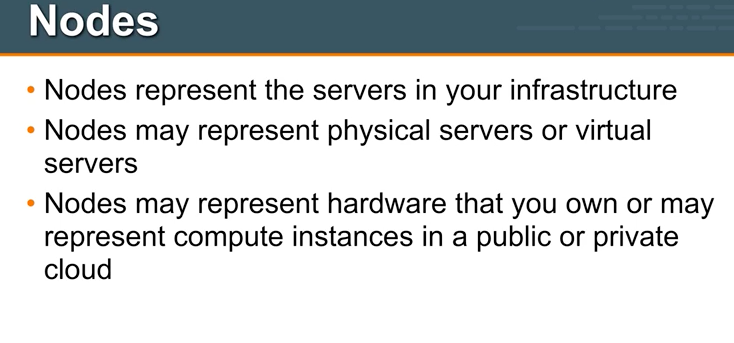 Nodes
• Nodes represent the servers in your infrastructure
• Nodes may represent physical servers or virtual
servers
• Nodes may represent hardware that you own or may
represent compute instances in a public or private
cloud